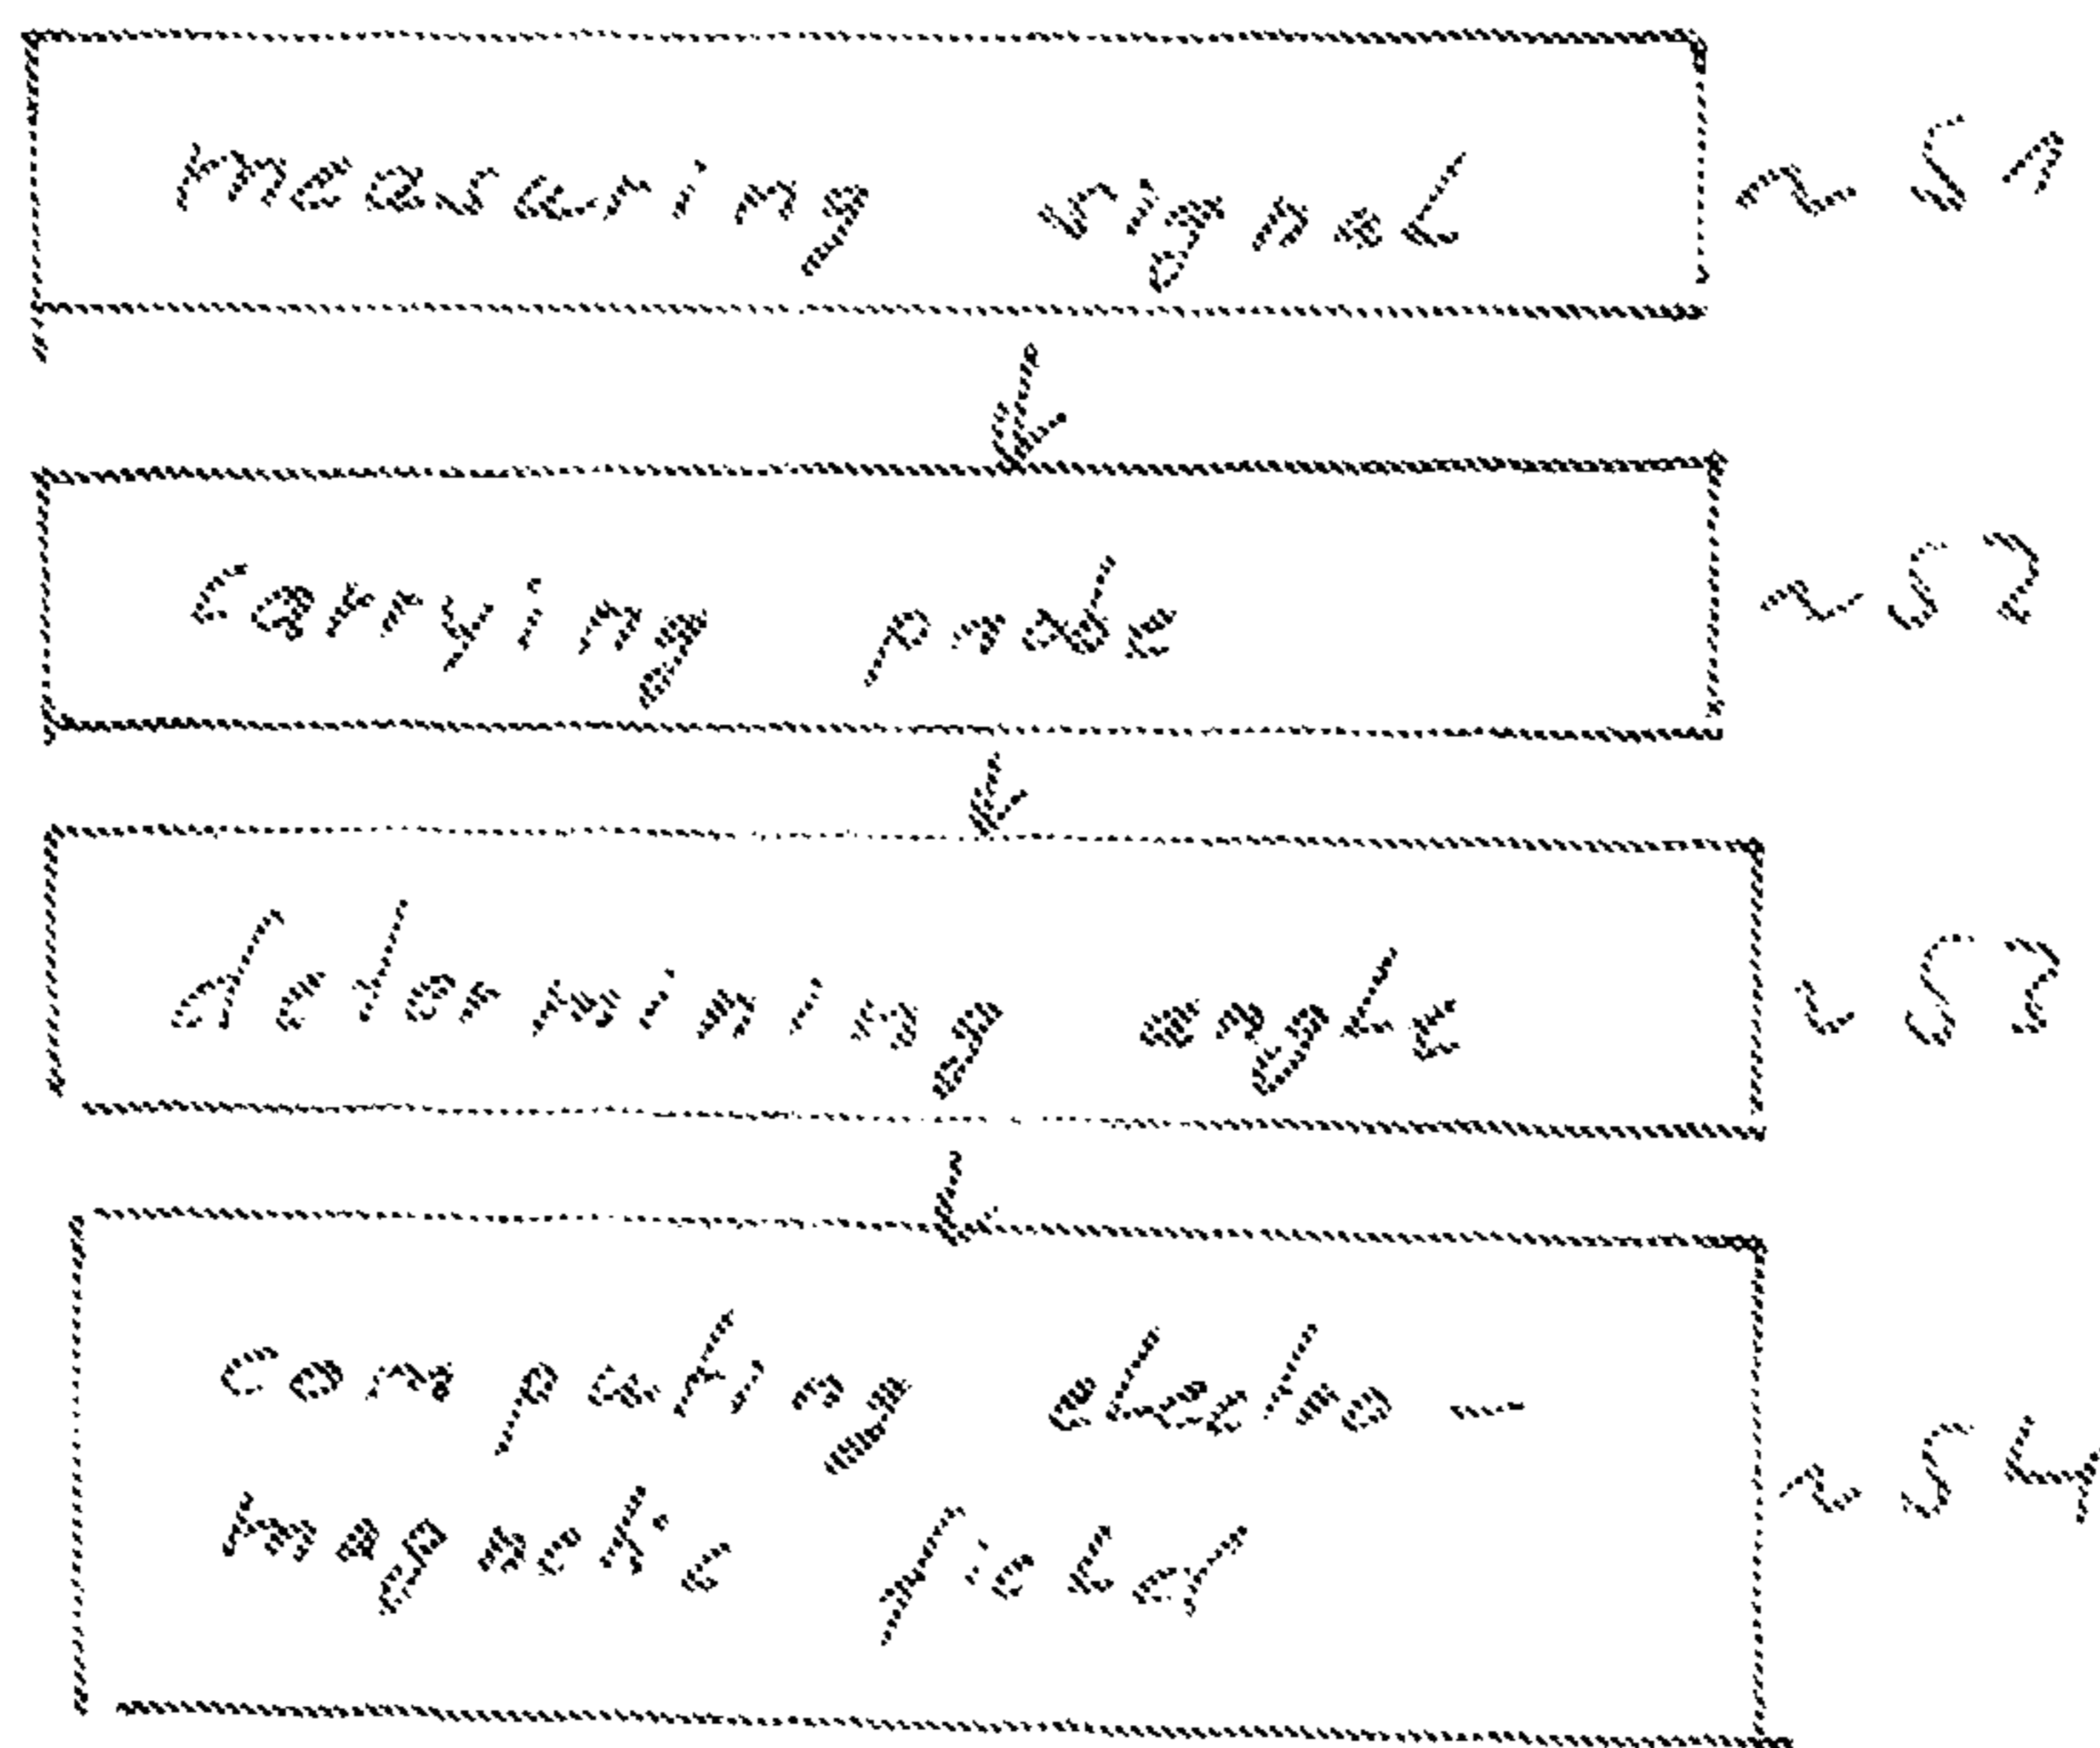 measuring signal ~ S1
carrying probe ~ S2
determining angle ~ S3
computing electro-
magnetic field ~ S4